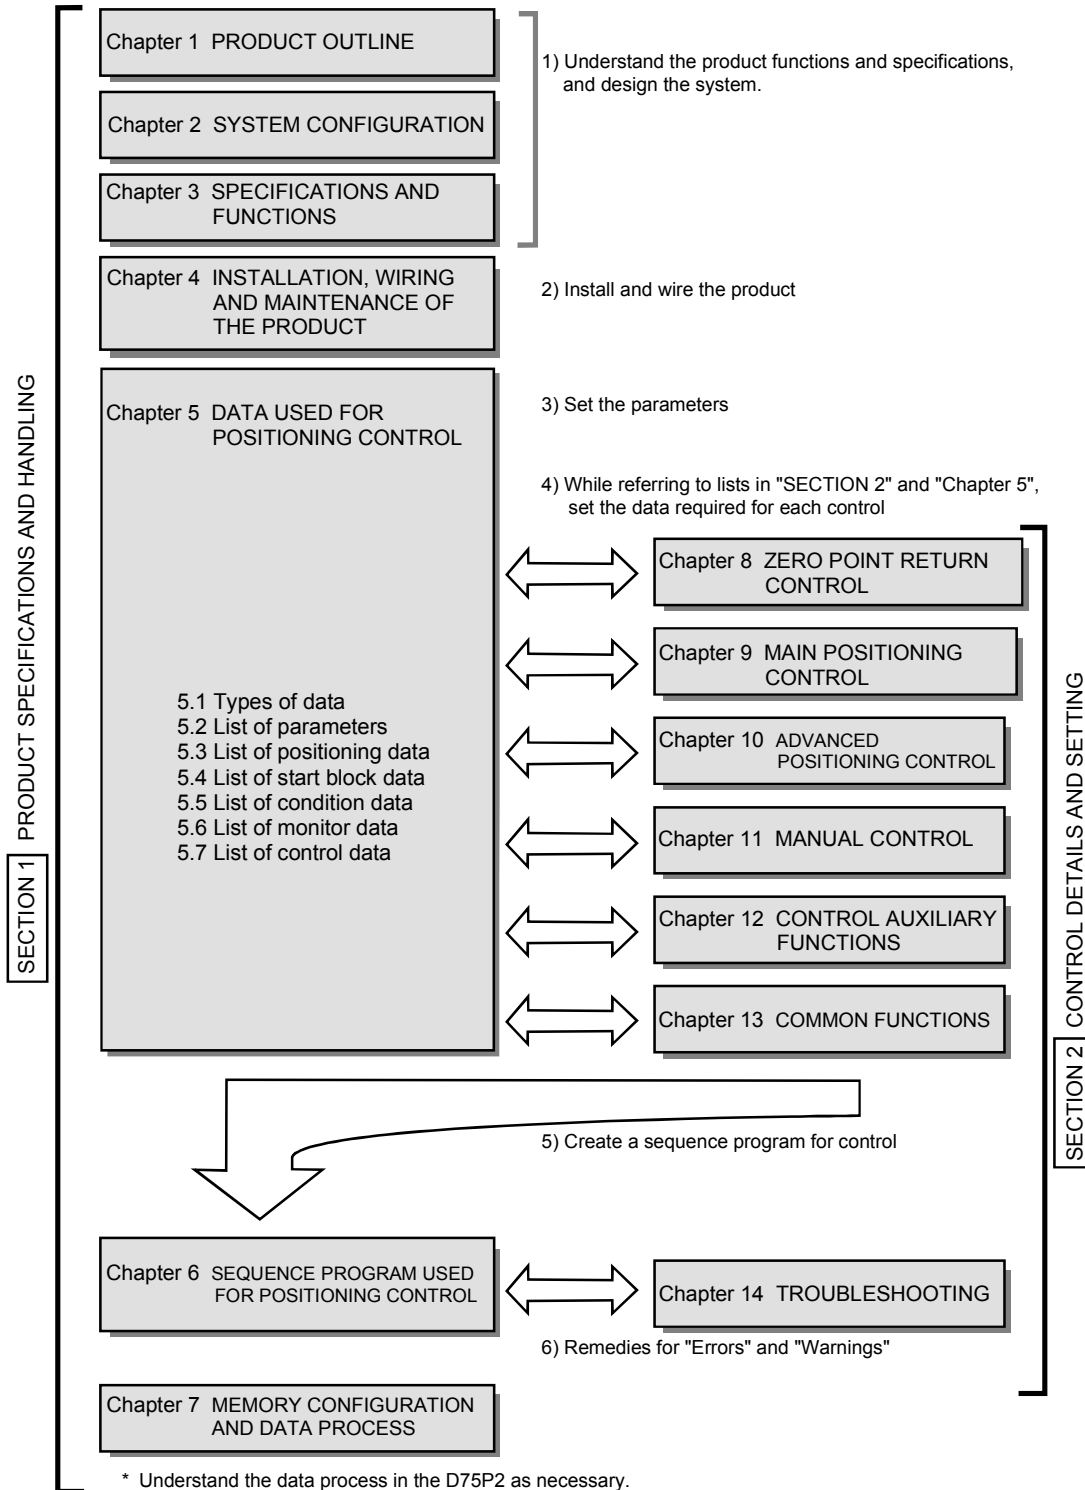 Chapter 1 PRODUCT OUTLINE
1) Understand the product functions and specifications,
and design the system.
Chapter 2 SYSTEM CONFIGURATION
Chapter 3 SPECIFICATIONS AND
FUNCTIONS
Chapter 4 INSTALLATION, WIRING
AND MAINTENANCE OF
THE PRODUCT
2) Install and wire the product
SECTION 1 PRODUCT SPECIFICATIONS AND HANDLING
Chapter 5 DATA USED FOR
POSITIONING CONTROL
3) Set the parameters
4) While referring to lists in "SECTION 2" and "Chapter 5",
set the data required for each control
5.1 Types of data
5.2 List of parameters
5.3 List of positioning data
5.4 List of start block data
5.5 List of condition data
5.6 List of monitor data
5.7 List of control data
Chapter 8 ZERO POINT RETURN
CONTROL
Chapter 9 MAIN POSITIONING
CONTROL
Chapter 10 ADVANCED
POSITIONING CONTROL
Chapter 11 MANUAL CONTROL
Chapter 12 CONTROL AUXILIARY
FUNCTIONS
Chapter 13 COMMON FUNCTIONS
SECTION 2 CONTROL DETAILS AND SETTING
5) Create a sequence program for control
Chapter 6 SEQUENCE PROGRAM USED
FOR POSITIONING CONTROL
Chapter 14 TROUBLESHOOTING
6) Remedies for "Errors" and "Warnings"
Chapter 7 MEMORY CONFIGURATION
AND DATA PROCESS
* Understand the data process in the D75P2 as necessary.